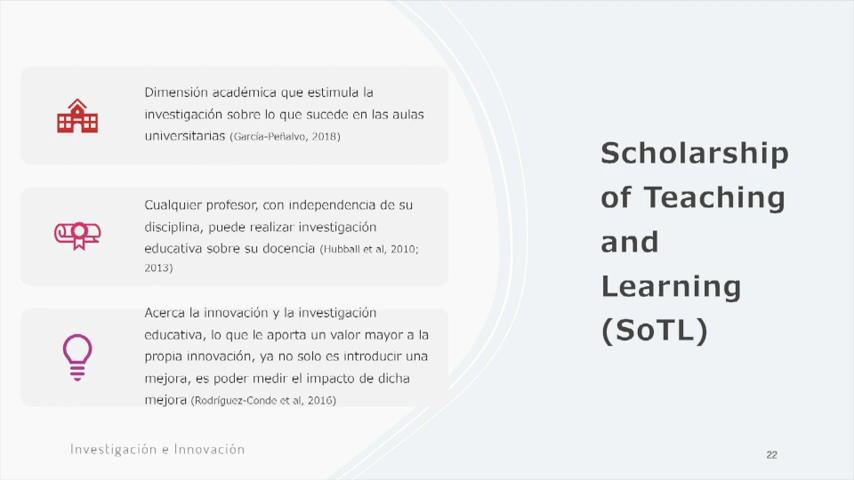 Dimensión académica que estimula la
investigación sobre lo que sucede en las aulas
universitarias (García-Peñalvo, 2018)
Cualquier profesor, con independencia de su
disciplina, puede realizar investigación
educativa sobre su docencia (Hubball et al, 2010;
2013)
Acerca la innovación y la investigación
educativa, lo que le aporta un valor mayor a la
propia innovación, ya no solo es introducir una
mejora, es poder medir el impacto de dicha
mejora (Rodríguez-Conde et al, 2016)
Scholarship
of Teaching
and
Learning
(SoTL)
Investigación e Innovación
22